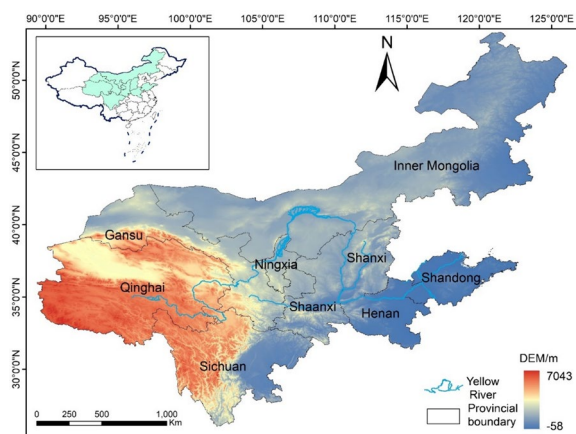 90°0'0"E 95°0'0"E 100°0'0"E 105°0'0"E 110°0'0"E 115°0'0"E 120°0'0"E 125°0'0"E
N
50°0'0"N
45°0'0"N
40°0'0"N
35°0'0"N
30°0'0"N
Inner Mongolia
Gansu
Ningxia
Shanxi
Shandong
Qinghai
Shaanxi
Henan
Sichuan
DEM/m
7043
-58
Yellow
River
Provincial
boundary
0 250 500 1,000
Km